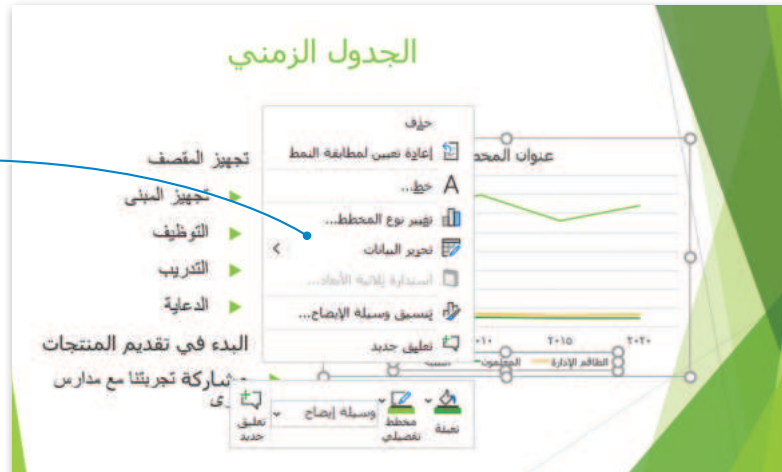 الجدول الزمني
تجهيز المقصف
تجهيز المبنى
التوظيف
التدريب
الدعاية
البدء في تقديم المنتجات
مشاركة تجربتنا مع مدارس
عنوان المخط
٢٠٢٠
٢٠١٥
الطاقم الإدارة
المعلمون
حذف
إعادة تعيين لمطابقة النمط
خط...
تغيير نوع المخطط...
تحرير البيانات
استدارة ثلاثية الأبعاد...
تنسيق وسيلة الإيضاح...
تعليق جديد
تعبئة
مخطط تفصيلي
وسيلة إيضاح
تعليق جديد